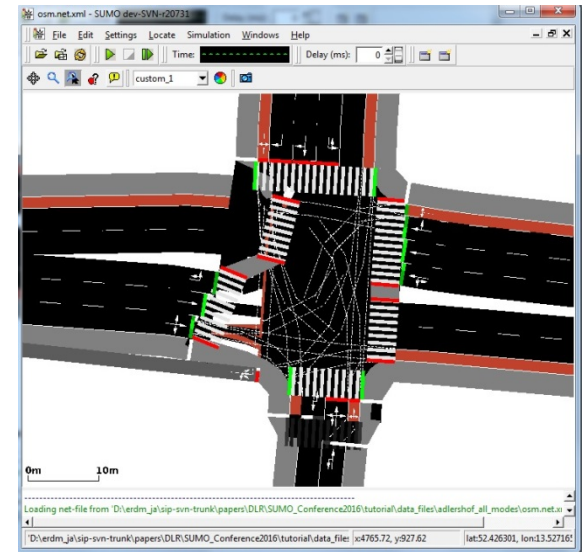 osm.net.xml - SUMO dev-SVN-r20731
File Edit Settings Locate Simulation Windows Help
Time: Delay (ms): 0
custom_1
0m 10m
Loading net-file from 'D:\erdm_ja\sip-svn-trunk\papers\DLR\SUMO_Conference2016\tutorial\data_files\adlershof_all_modes\osm.net.x
'D:\erdm_ja\sip-svn-trunk\papers\DLR\SUMO_Conference2016\tutorial\data_file x:4765.72, y:927.62 lat:52.426301, lon:13.52716